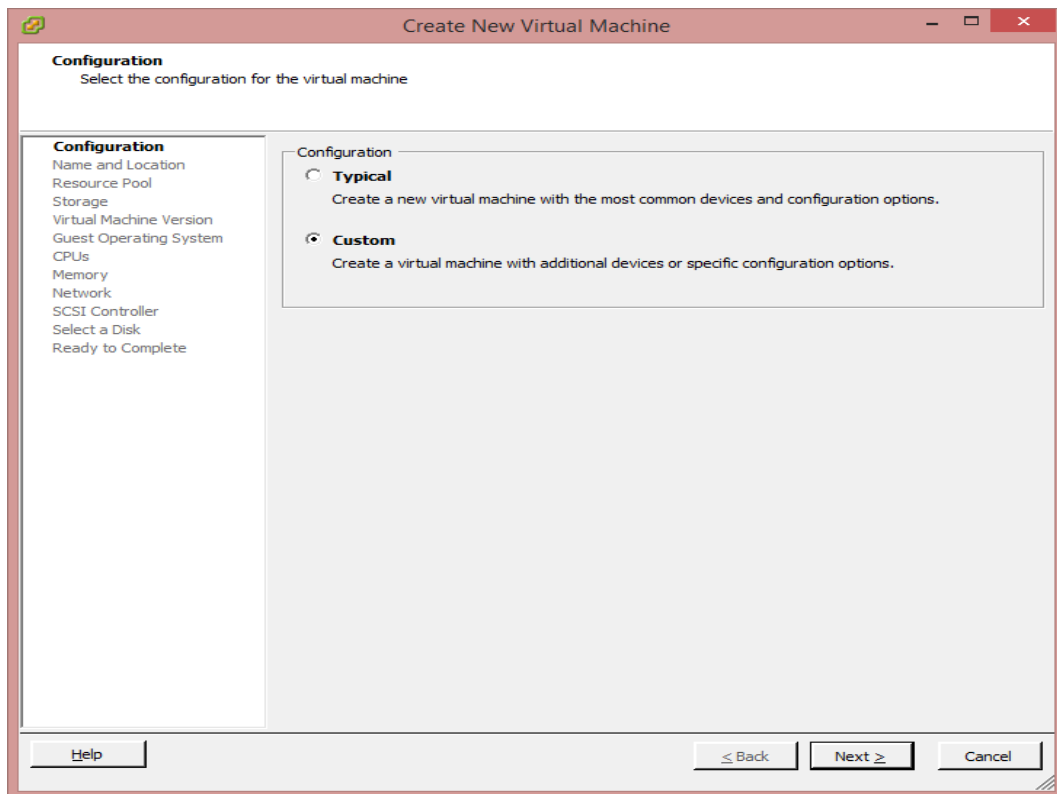 Create New Virtual Machine
Configuration
Select the configuration for the virtual machine
Configuration
Name and Location
Resource Pool
Storage
Virtual Machine Version
Guest Operating System
CPUs
Memory
Network
SCSI Controller
Select a Disk
Ready to Complete
Configuration
Typical
Create a new virtual machine with the most common devices and configuration options.
Custom
Create a virtual machine with additional devices or specific configuration options.
Help
< Back
Next >
Cancel